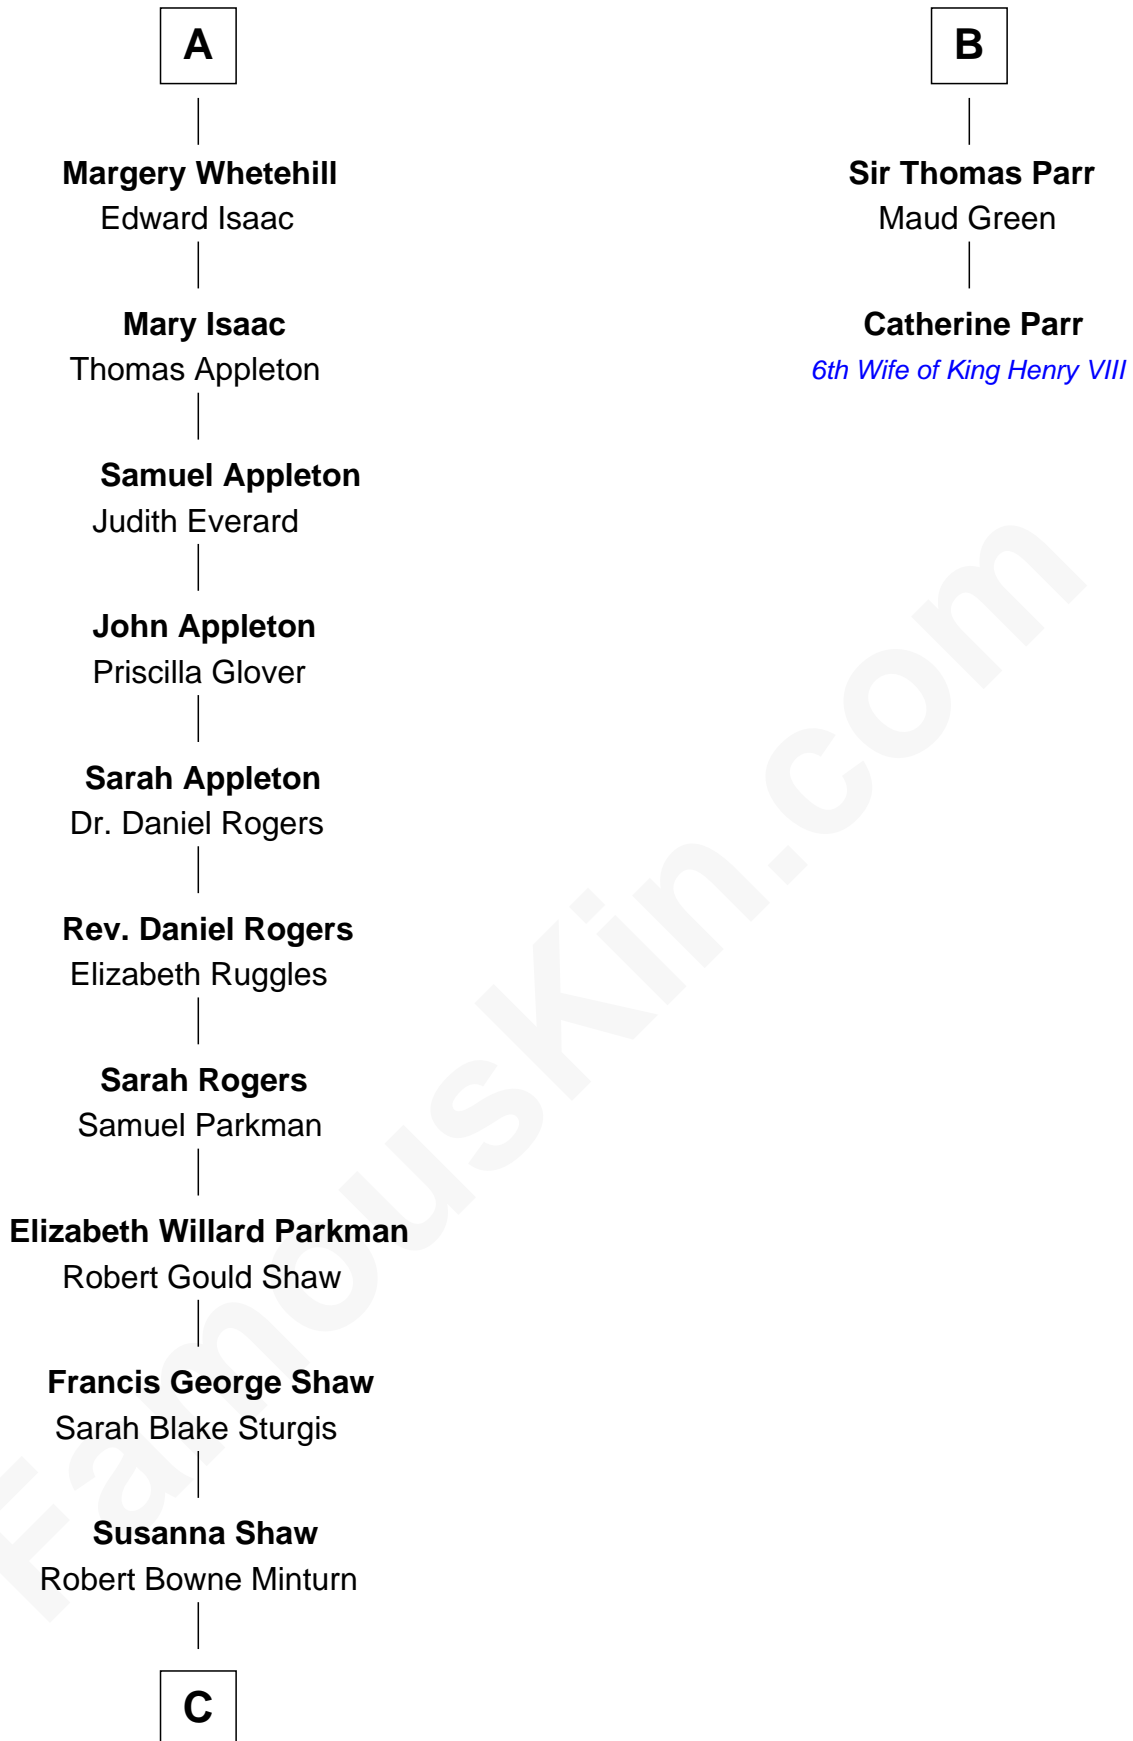 A
Margery Whetehill
Edward Isaac
Mary Isaac
Thomas Appleton
Samuel Appleton
Judith Everard
John Appleton
Priscilla Glover
Sarah Appleton
Dr. Daniel Rogers
Rev. Daniel Rogers
Elizabeth Ruggles
Sarah Rogers
Samuel Parkman
Elizabeth Willard Parkman
Robert Gould Shaw
Francis George Shaw
Sarah Blake Sturgis
Susanna Shaw
Robert Bowne Minturn
C
B
Sir Thomas Parr
Maud Green
Catherine Parr
6th Wife of King Henry VIII
FamousKin.com